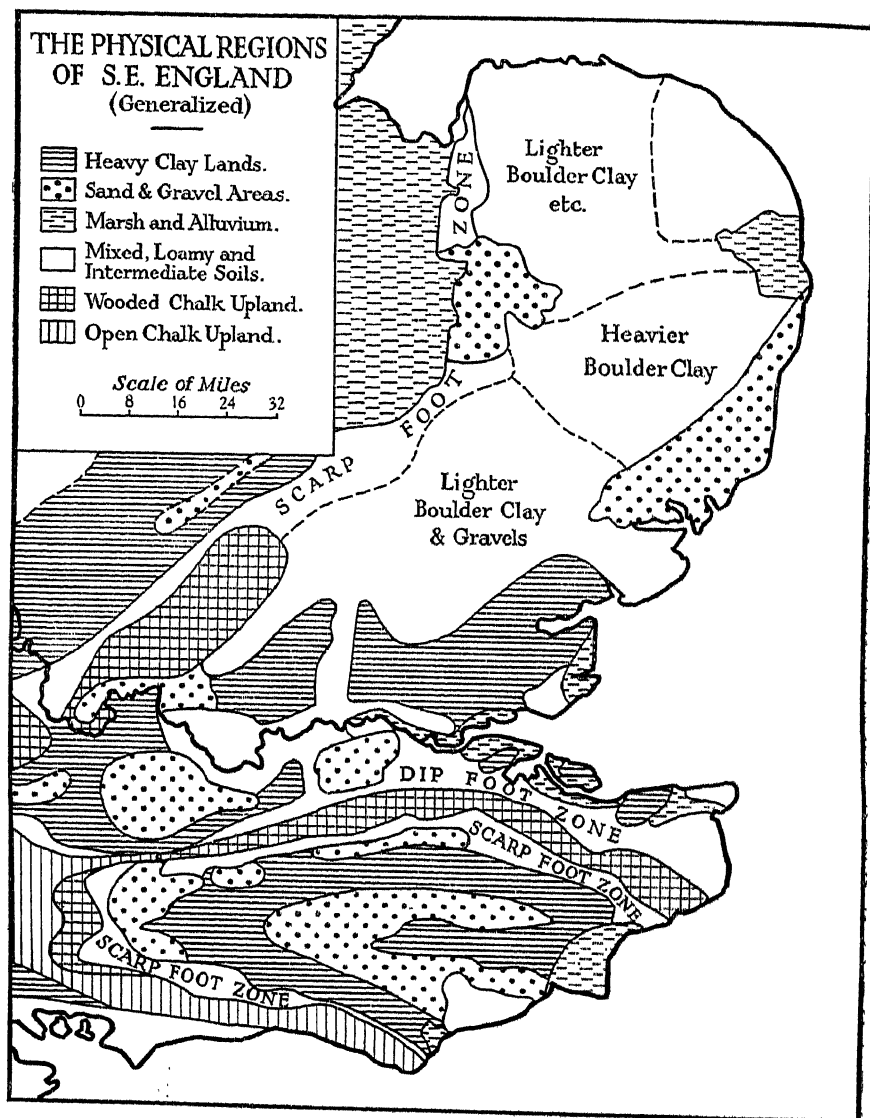 THE PHYSICAL REGIONS
OF S.E. ENGLAND
(Generalized)
Heavy Clay Lands.
Sand & Gravel Areas.
Marsh and Alluvium.
Mixed, Loamy and
Intermediate Soils.
Wooded Chalk Upland.
Open Chalk Upland.
Scale of Miles
0 8 16 24 32
Lighter
Boulder Clay
etc.
Heavier
Boulder Clay
SCARP FOOT ZONE
Lighter
Boulder Clay
& Gravels
DIP FOOT ZONE
SCARP FOOT ZONE
SCARP FOOT ZONE